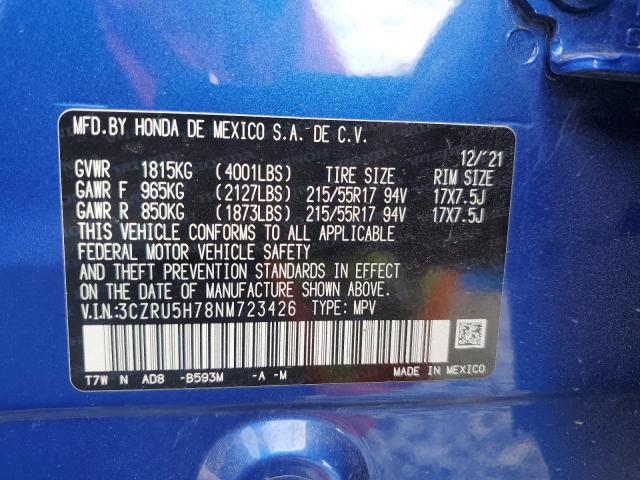 MFD.BY HONDA DE MEXICO S.A. DE C.V.
12/'21
GVWR 1815KG (4001LBS) TIRE SIZE RIM SIZE
GAWR F 965KG (2127LBS) 215/55R17 94V 17X7.5J
GAWR R 850KG (1873LBS) 215/55R17 94V 17X7.5J
THIS VEHICLE CONFORMS TO ALL APPLICABLE
FEDERAL MOTOR VEHICLE SAFETY
AND THEFT PREVENTION STANDARDS IN EFFECT
ON THE DATE OF MANUFACTURE SHOWN ABOVE.
V.I.N:3CZRU5H78NM723426 TYPE: MPV
T7W N AD8 -B593M -A -M MADE IN MEXICO